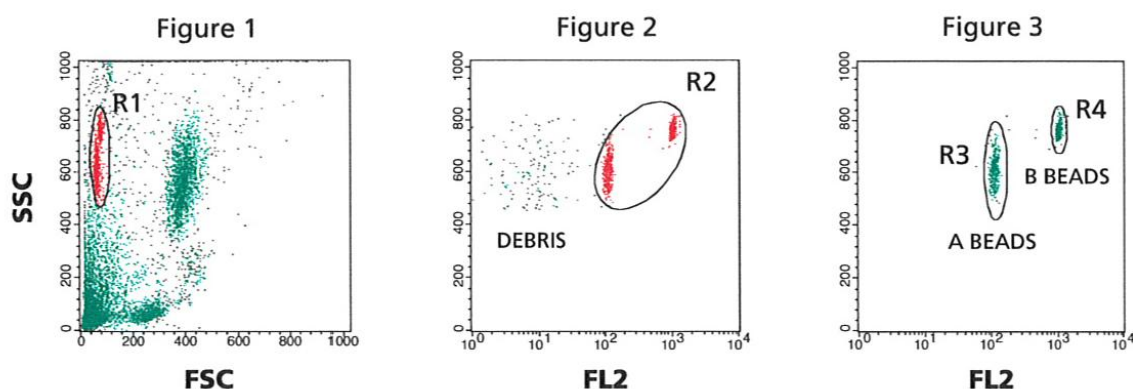 Figure 1
Figure 2
Figure 3
1000
800
600
400
200
0
SSC
R1
0 200 400 600 800 1000
FSC
1000
800
600
400
200
0
R2
DEBRIS
10⁰ 10¹ 10² 10³ 10⁴
FL2
1000
800
600
400
200
0
R4
R3
B BEADS
A BEADS
10⁰ 10¹ 10² 10³ 10⁴
FL2